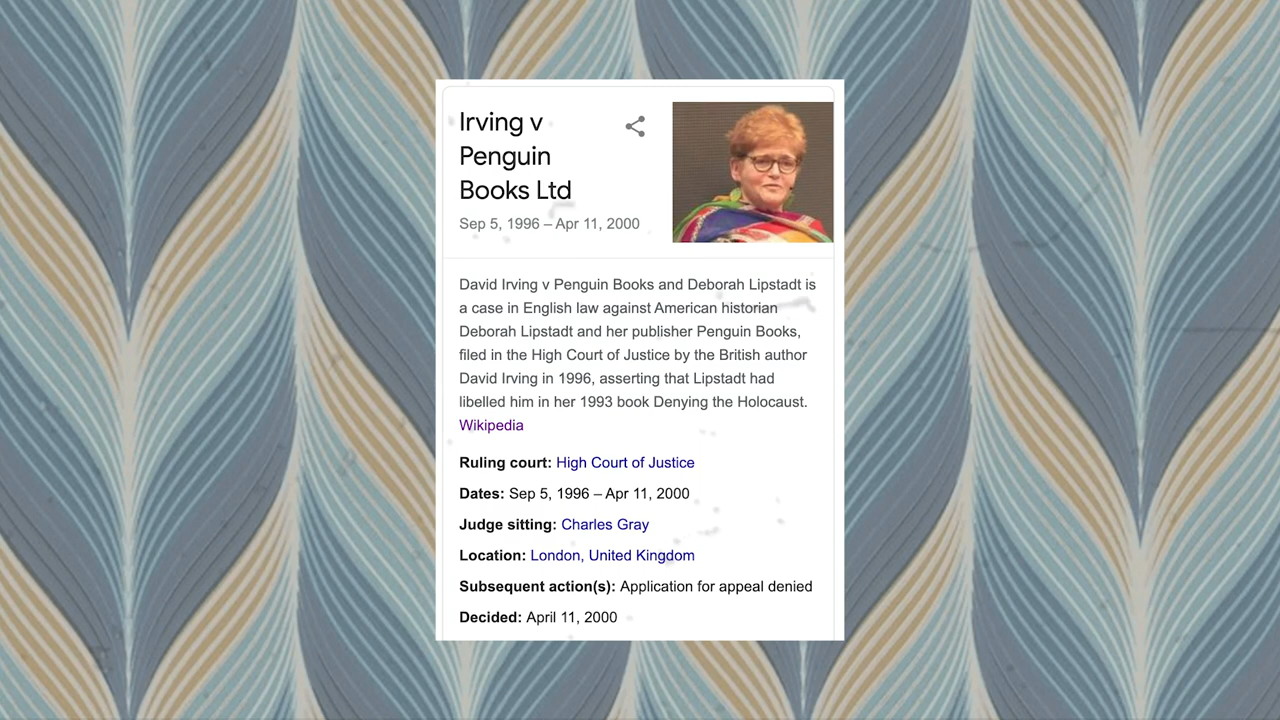 Irving v
Penguin
Books Ltd
Sep 5, 1996 – Apr 11, 2000
David Irving v Penguin Books and Deborah Lipstadt is
a case in English law against American historian
Deborah Lipstadt and her publisher Penguin Books,
filed in the High Court of Justice by the British author
David Irving in 1996, asserting that Lipstadt had
libelled him in her 1993 book Denying the Holocaust.
Wikipedia
Ruling court: High Court of Justice
Dates: Sep 5, 1996 – Apr 11, 2000
Judge sitting: Charles Gray
Location: London, United Kingdom
Subsequent action(s): Application for appeal denied
Decided: April 11, 2000